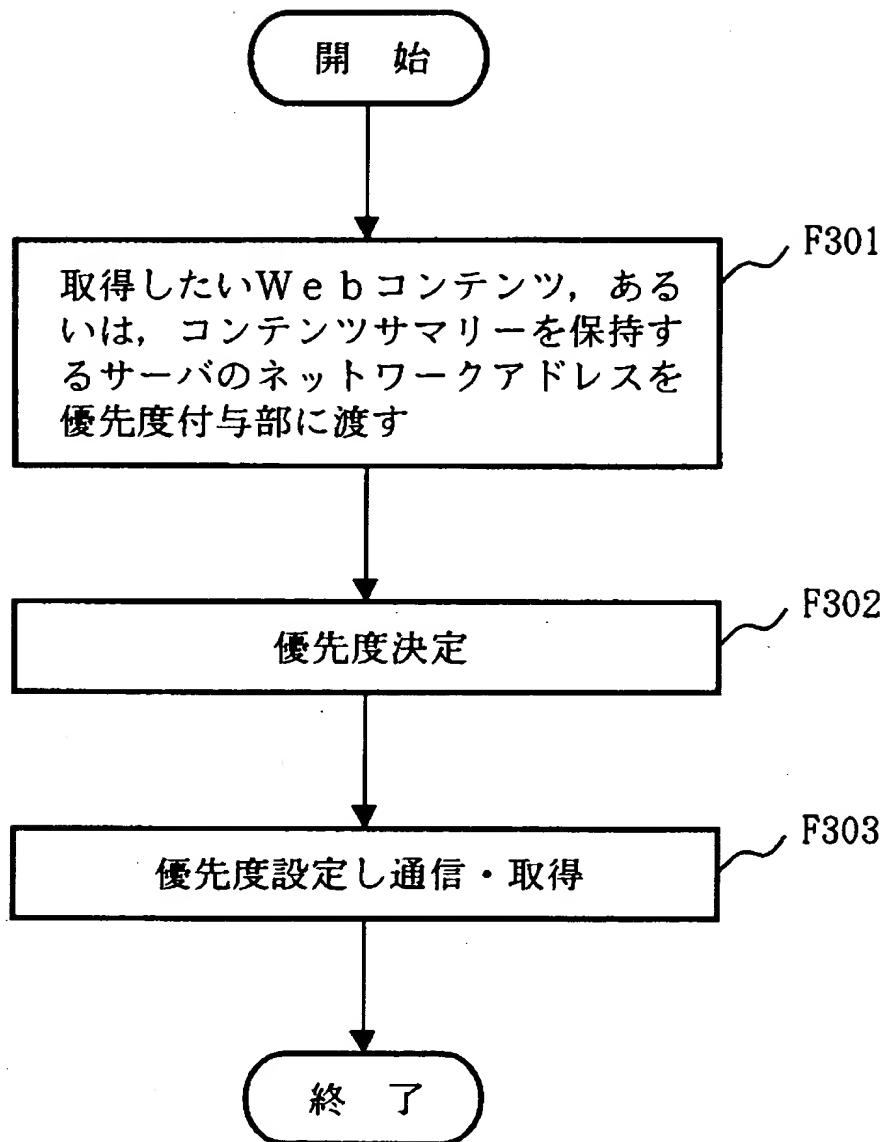 開 始
F301
取得したいWebコンテンツ，ある
いは，コンテンツサマリーを保持す
るサーバのネットワークアドレスを
優先度付与部に渡す
F302
優先度決定
F303
優先度設定し通信・取得
終 了